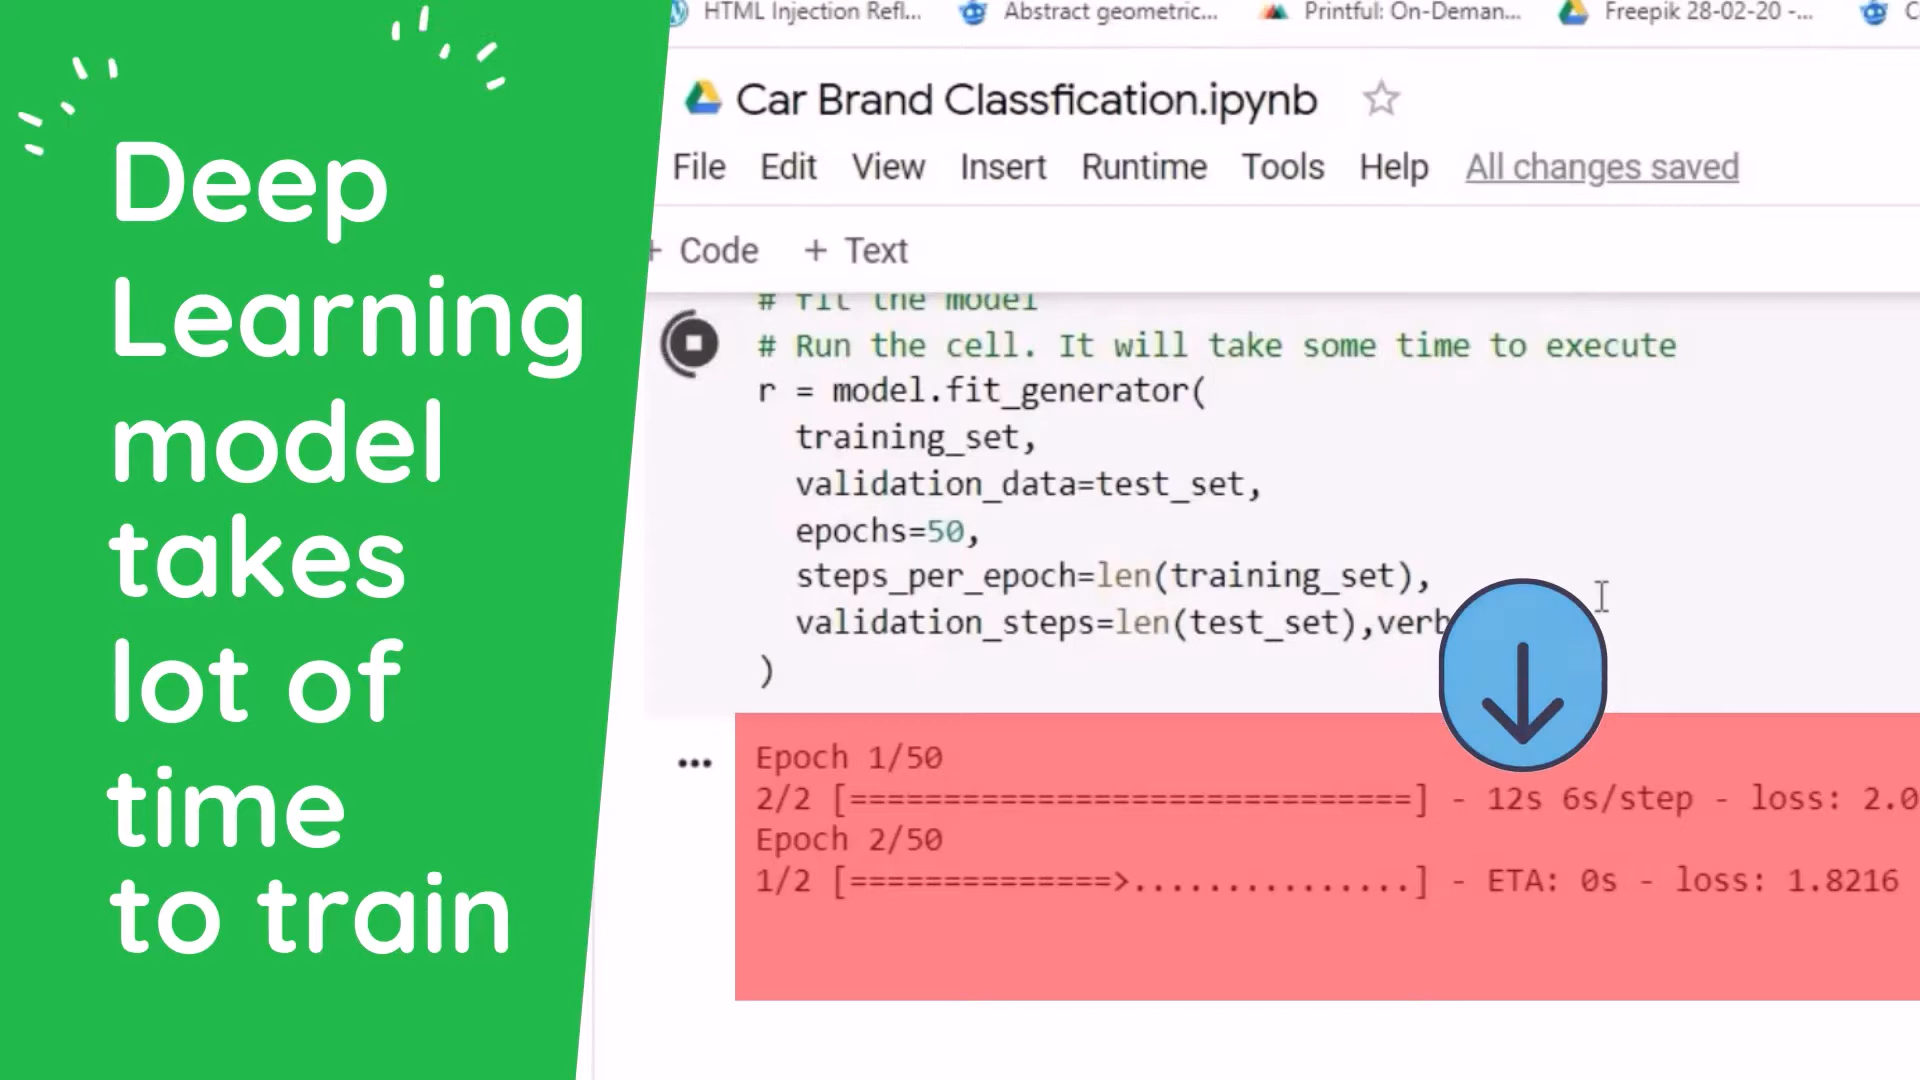 Deep
Learning
model
takes
lot of
time
to train
HTML Injection Refl...
Abstract geometric...
Printful: On-Deman...
Freepik 28-02-20 -...
Car Brand Classfication.ipynb
File Edit View Insert Runtime Tools Help All changes saved
+ Code + Text
# fit the model
# Run the cell. It will take some time to execute
r = model.fit_generator(
training_set,
validation_data=test_set,
epochs=50,
steps_per_epoch=len(training_set),
validation_steps=len(test_set),verb
)
Epoch 1/50
2/2 [==============================] - 12s 6s/step - loss: 2.0
Epoch 2/50
1/2 [==============>...............] - ETA: 0s - loss: 1.8216